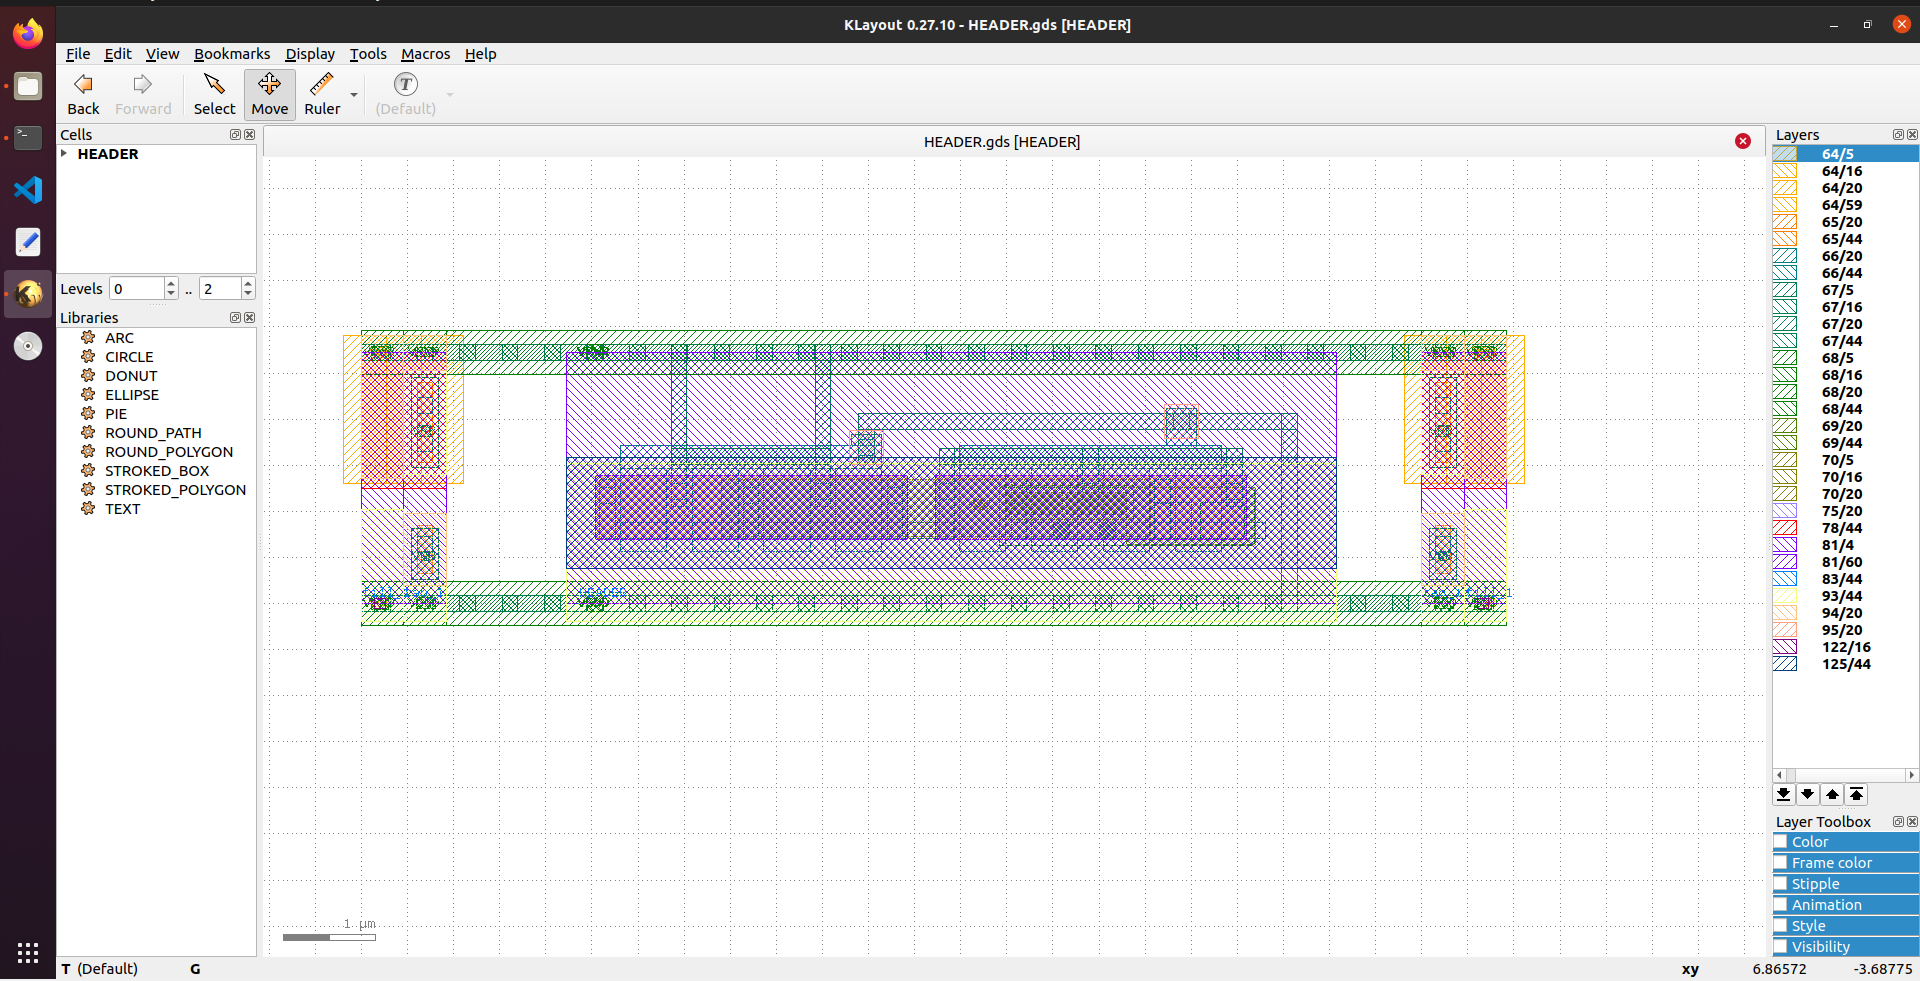 KLayout 0.27.10 - HEADER.gds [HEADER]
File Edit View Bookmarks Display Tools Macros Help
Back Forward Select Move Ruler (Default)
Cells
HEADER
Levels 0 .. 2
Libraries
ARC
CIRCLE
DONUT
ELLIPSE
PIE
ROUND_PATH
ROUND_POLYGON
STROKED_BOX
STROKED_POLYGON
TEXT
HEADER.gds [HEADER]
1 µm
Layers
64/5
64/16
64/20
64/59
65/20
65/44
66/20
66/44
67/5
67/16
67/20
67/44
68/5
68/16
68/20
68/44
69/20
69/44
70/5
70/16
70/20
75/20
78/44
81/4
81/60
83/44
93/44
94/20
95/20
122/16
125/44
Layer Toolbox
Color
Frame color
Stipple
Animation
Style
Visibility
T (Default) G xy 6.86572 -3.68775